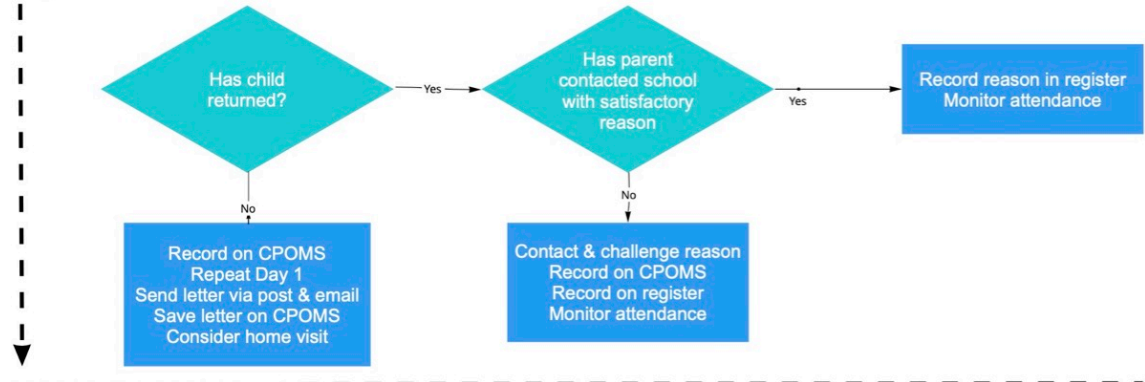 Has child
returned?
Yes
Has parent
contacted school
with satisfactory
reason
Yes
Record reason in register
Monitor attendance
No
Record on CPOMS
Repeat Day 1
Send letter via post & email
Save letter on CPOMS
Consider home visit
No
Contact & challenge reason
Record on CPOMS
Record on register
Monitor attendance